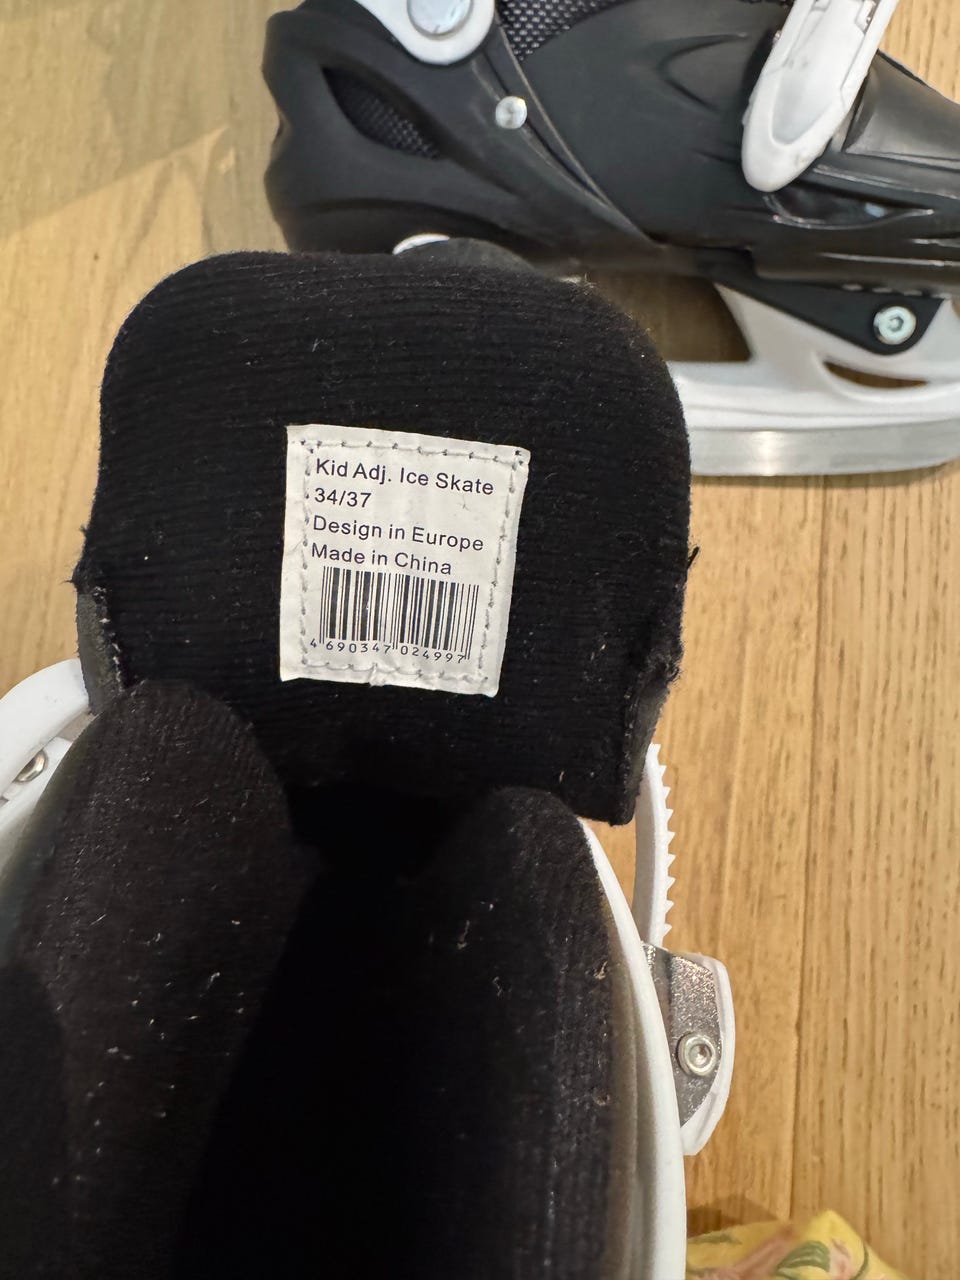 Kid Adj. Ice Skate
34/37
Design in Europe
Made in China
4 690347 024997